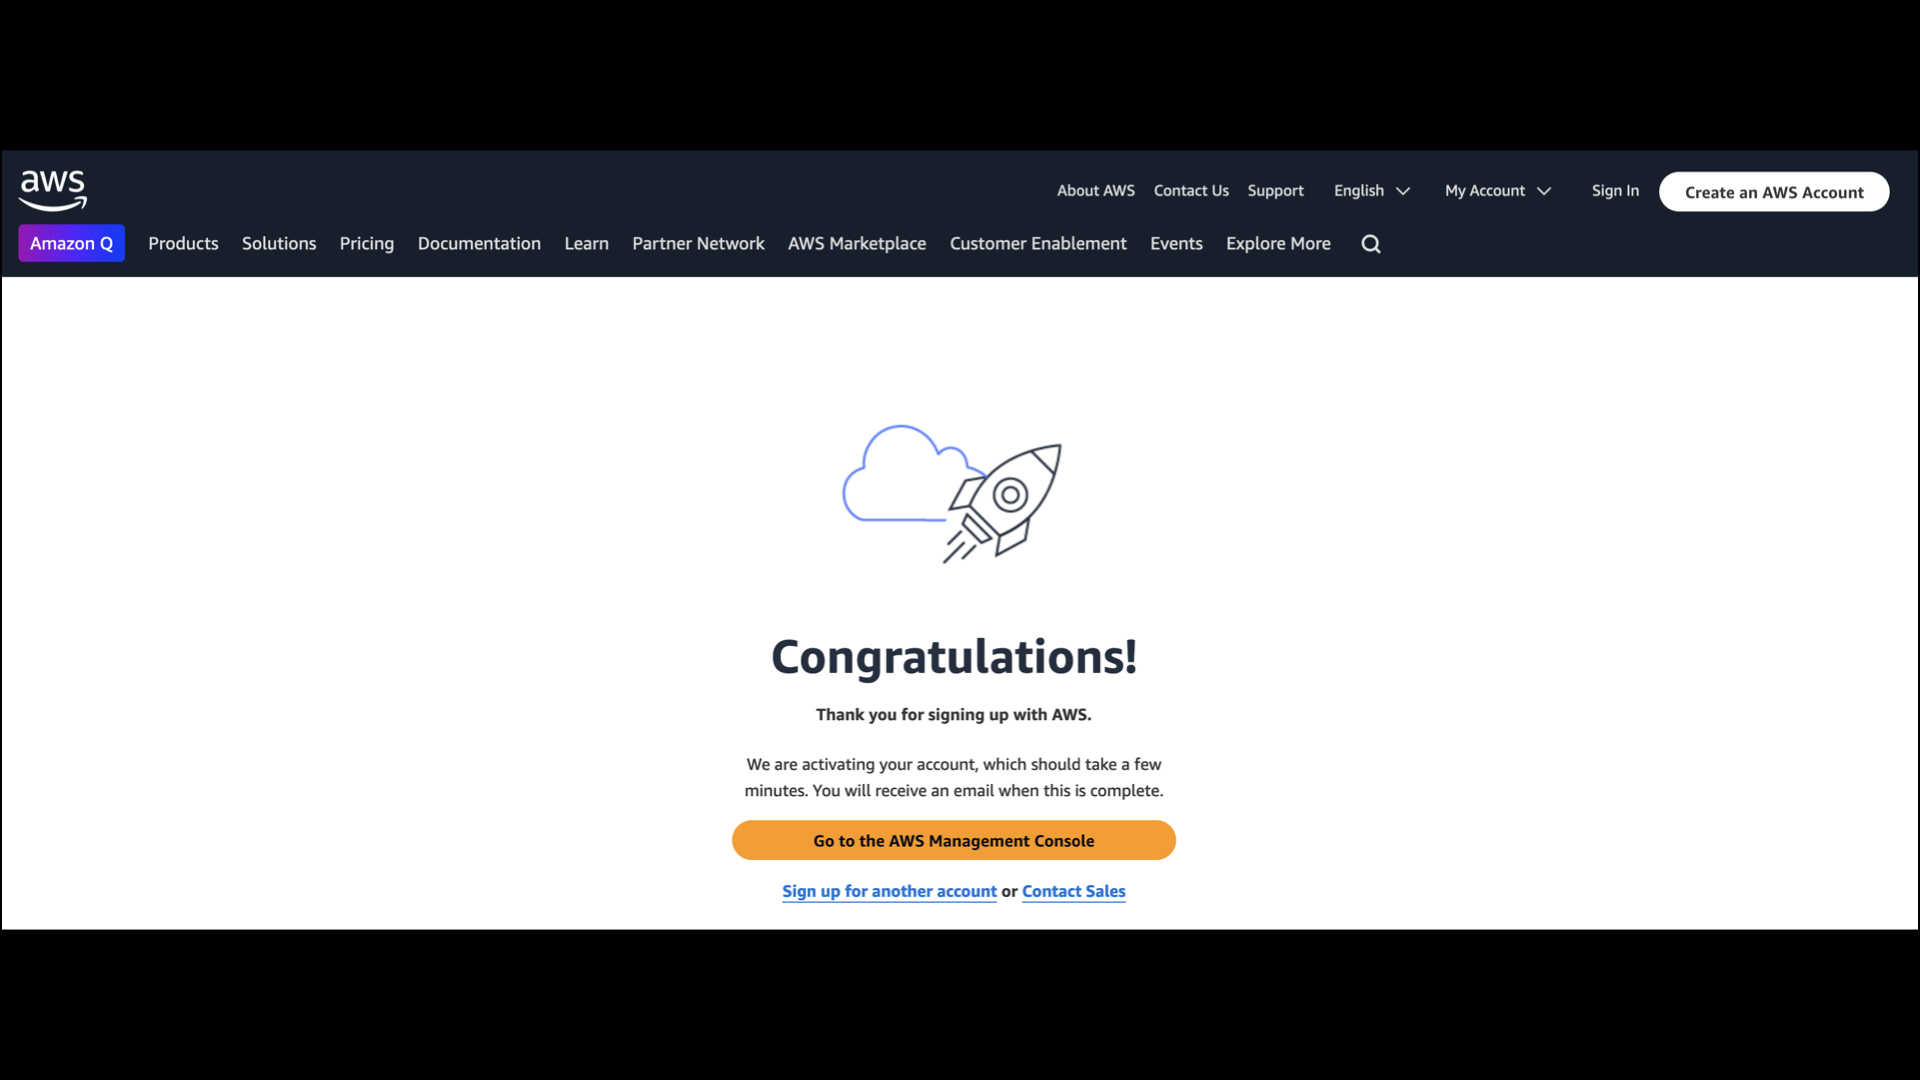 aws
About AWS Contact Us Support English My Account Sign In Create an AWS Account
Amazon Q Products Solutions Pricing Documentation Learn Partner Network AWS Marketplace Customer Enablement Events Explore More
Congratulations!
Thank you for signing up with AWS.
We are activating your account, which should take a few
minutes. You will receive an email when this is complete.
Go to the AWS Management Console
Sign up for another account or Contact Sales